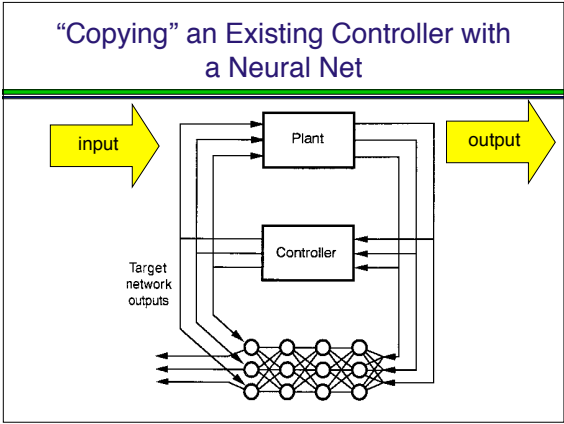 “Copying” an Existing Controller with
a Neural Net
input
Plant
output
Controller
Target
network
outputs